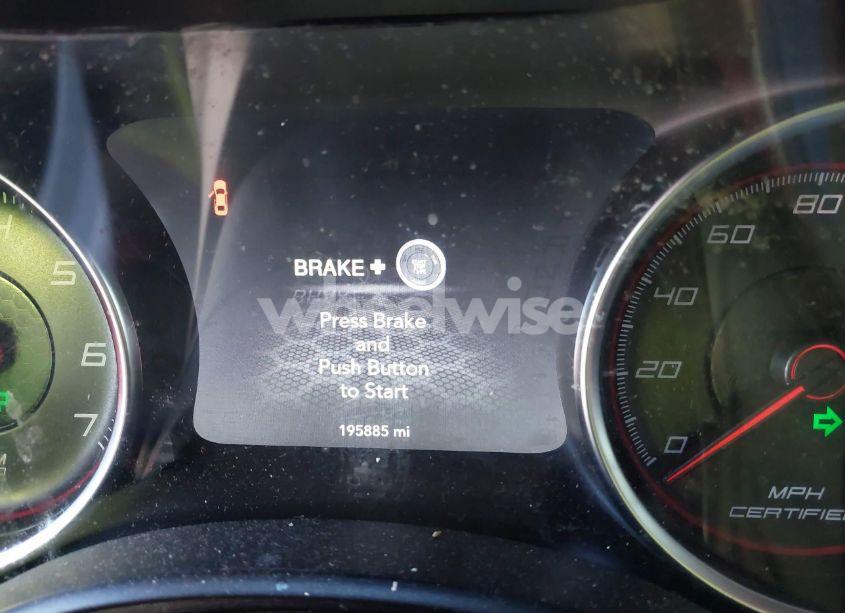 BRAKE +
wheelwise
Press Brake
and
Push Button
to Start
195885 mi
5
6
7
0
20
40
60
80
MPH
CERTIFIED